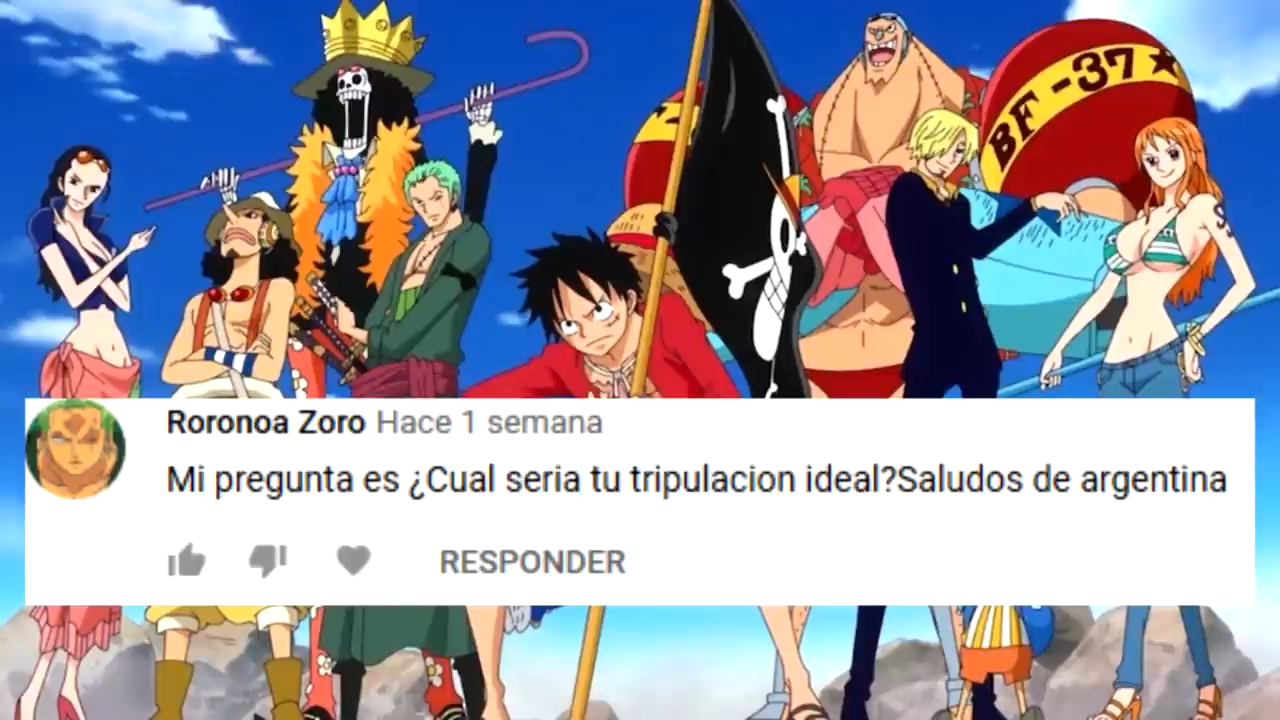 BF-37
Roronoa Zoro Hace 1 semana
Mi pregunta es ¿Cual seria tu tripulacion ideal?Saludos de argentina
RESPONDER